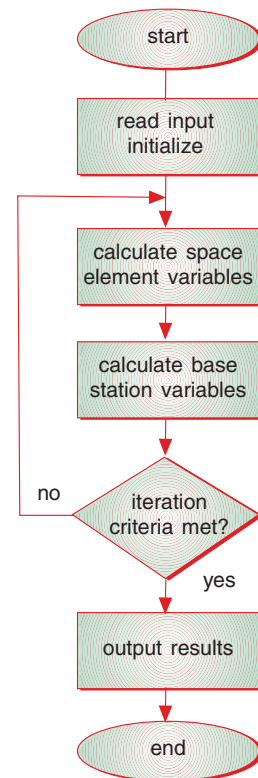 start
read input
initialize
calculate space
element variables
calculate base
station variables
no
iteration
criteria met?
yes
output results
end